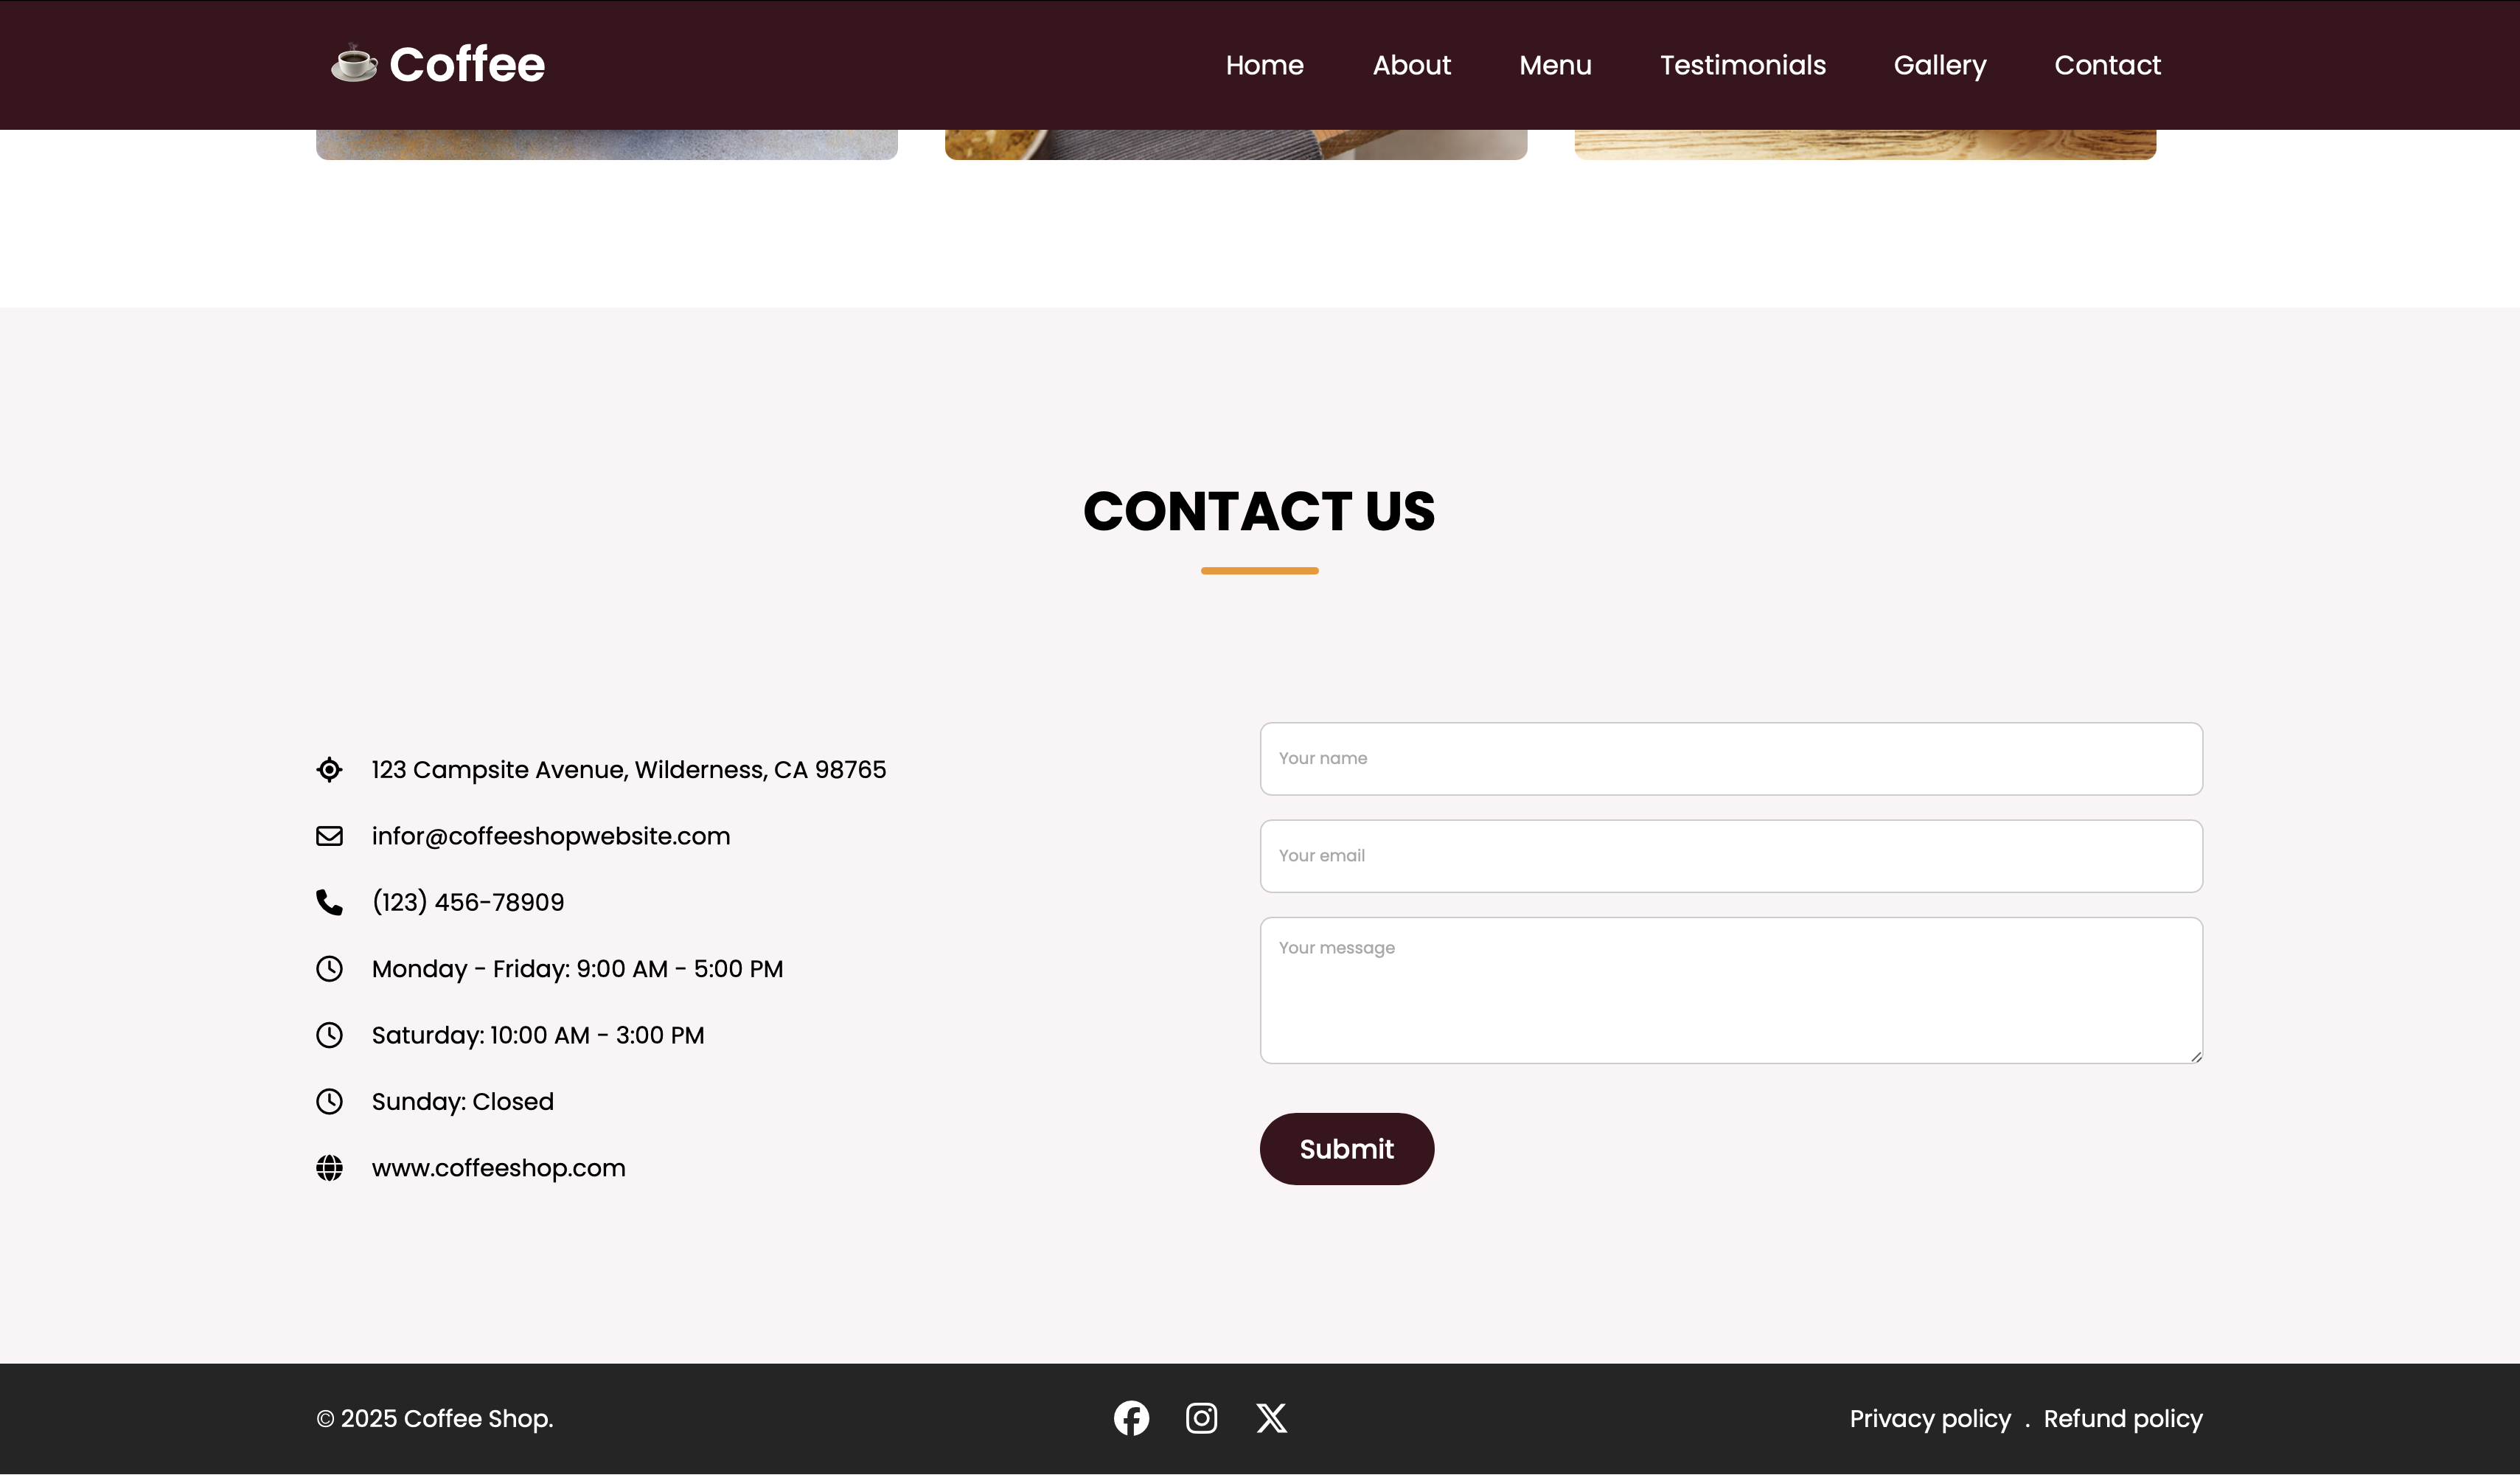 Coffee
Home About Menu Testimonials Gallery Contact
CONTACT US
123 Campsite Avenue, Wilderness, CA 98765
infor@coffeeshopwebsite.com
(123) 456-78909
Monday - Friday: 9:00 AM - 5:00 PM
Saturday: 10:00 AM - 3:00 PM
Sunday: Closed
www.coffeeshop.com
Your name
Your email
Your message
Submit
© 2025 Coffee Shop.
Privacy policy . Refund policy